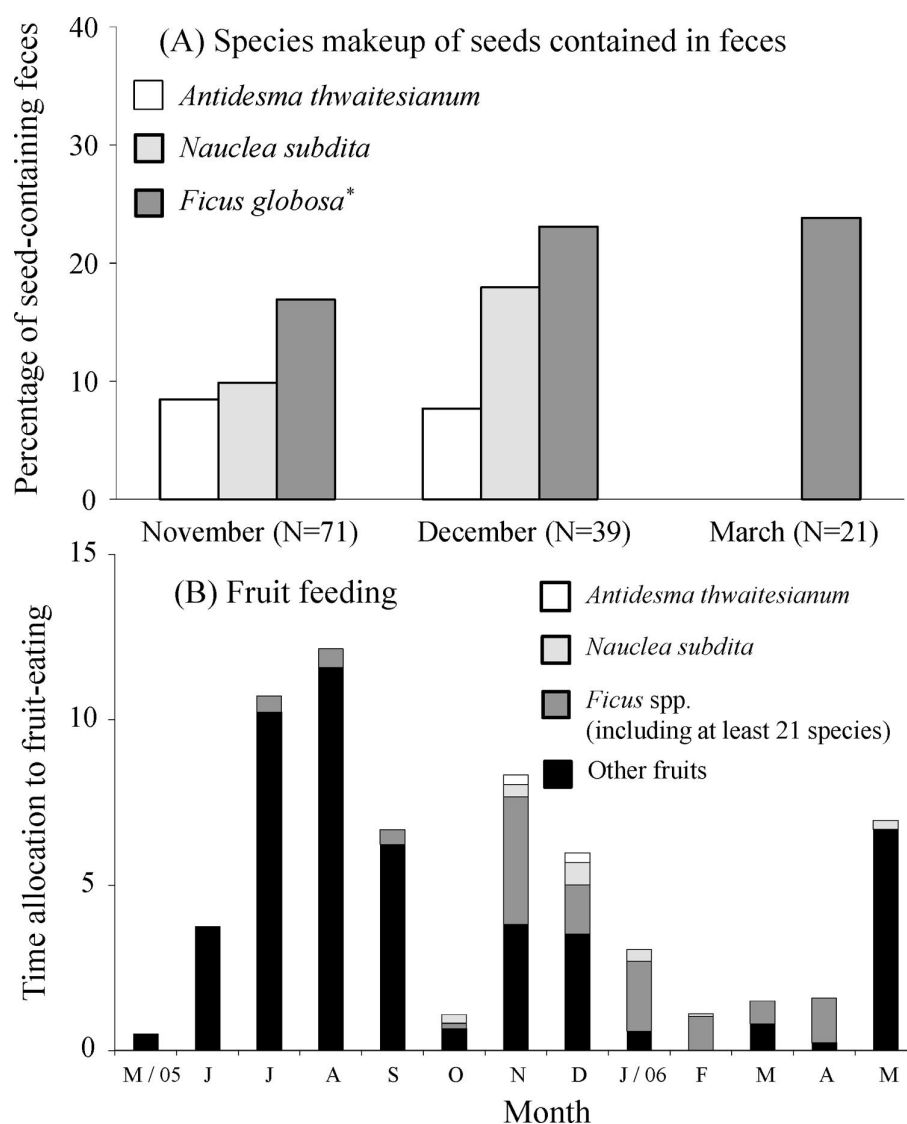 (A) Species makeup of seeds contained in feces
Antidesma thwaitesianum
Nauclea subdita
Ficus globosa*
Percentage of seed-containing feces
40
30
20
10
0
November (N=71) December (N=39) March (N=21)
(B) Fruit feeding
Antidesma thwaitesianum
Nauclea subdita
Ficus spp.
(including at least 21 species)
Other fruits
Time allocation to fruit-eating
15
10
5
0
M / 05 J J A S O N D J / 06 F M A M
Month